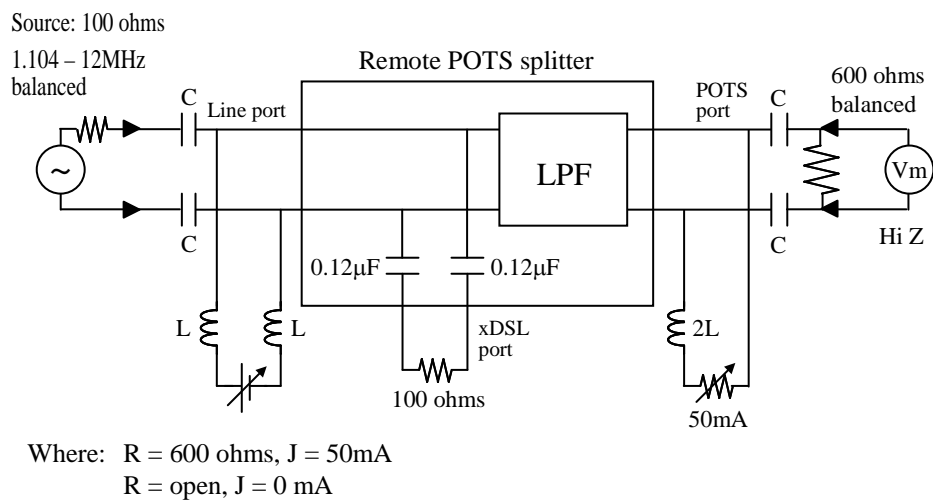 Source: 100 ohms
1.104 – 12MHz
balanced
Remote POTS splitter
C
Line port
POTS
port
C
600 ohms
balanced
~
LPF
Vm
C
C
Hi Z
0.12µF
0.12µF
L
L
xDSL
port
2L
100 ohms
50mA
Where: R = 600 ohms, J = 50mA
R = open, J = 0 mA